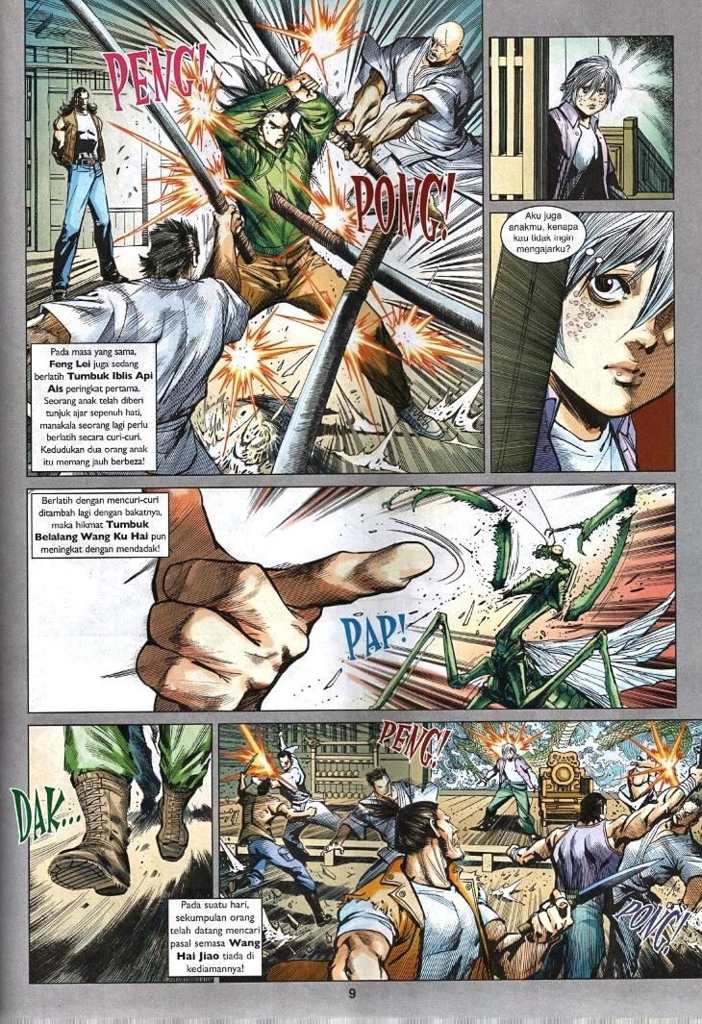 PENG!
PONG!
Pada masa yang sama,
Feng Lei juga sedang
berlatih Tumbuk Iblis Api
Ais peringkat pertama.
Seorang anak telah diberi
tunjuk ajar sepenuh hati,
manakala seorang lagi perlu
berlatih secara curi-curi.
Kedudukan dua orang anak
itu memang jauh berbeza!
Aku juga
anakmu, kenapa
kau tidak ingin
mengajarku?
Berlatih dengan mencuri-curi
ditambah lagi dengan bakatnya,
maka hikmat Tumbuk
Belalang Wang Ku Hai pun
meningkat dengan mendadak!
PAP!
DAK...
Pada suatu hari,
sekumpulan orang
telah datang mencari
pasal semasa Wang
Hai Jiao tiada di
kediamannya!
PENG!
PONG!
9